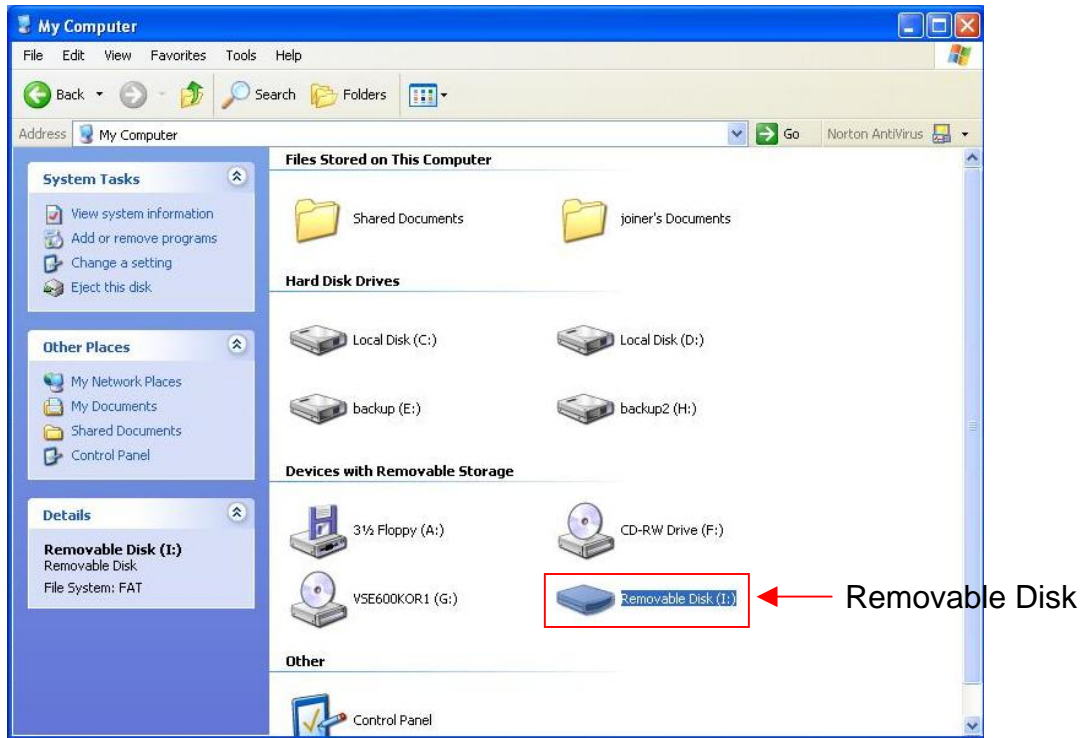 My Computer
File Edit View Favorites Tools Help
Back Search Folders
Address My Computer Go Norton AntiVirus
System Tasks
View system information
Add or remove programs
Change a setting
Eject this disk
Other Places
My Network Places
My Documents
Shared Documents
Control Panel
Details
Removable Disk (I:)
Removable Disk
File System: FAT
Files Stored on This Computer
Shared Documents joiner's Documents
Hard Disk Drives
Local Disk (C:) Local Disk (D:)
backup (E:) backup2 (H:)
Devices with Removable Storage
3½ Floppy (A:) CD-RW Drive (F:)
VSE600KOR1 (G:) Removable Disk (I:)
Removable Disk
Other
Control Panel